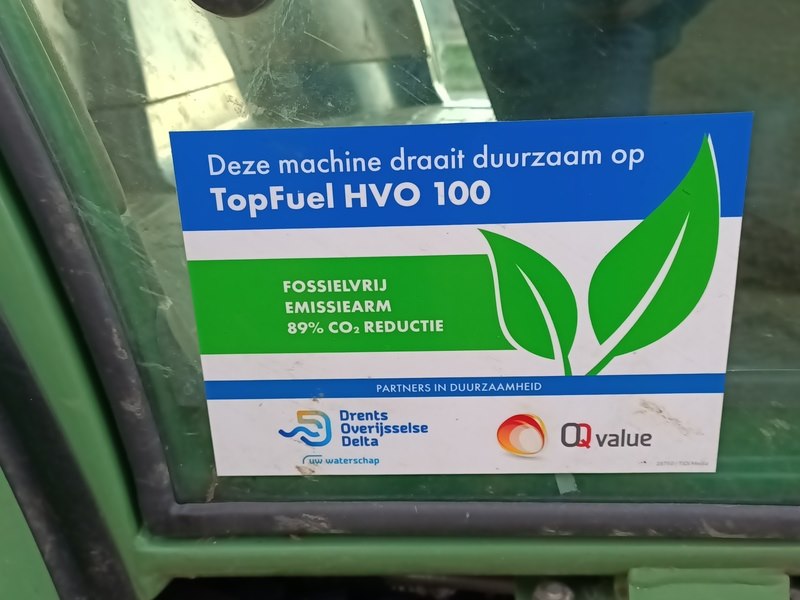 Deze machine draait duurzaam op
TopFuel HVO 100
FOSSIELVRIJ
EMISSIEARM
89% CO₂ REDUCTIE
PARTNERS IN DUURZAAMHEID
Drents
Overijsselse
Delta
uw waterschap
OQ value